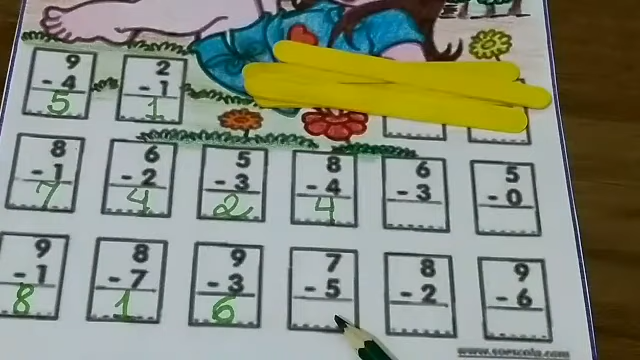 9 2
- 4 - 1
5 1
8 6 5 8 6 5
- 1 - 2 - 3 - 4 - 3 - 0
7 4 2 4
9 8 9 7 8 9
- 1 - 7 - 3 - 5 - 2 - 6
8 1 6